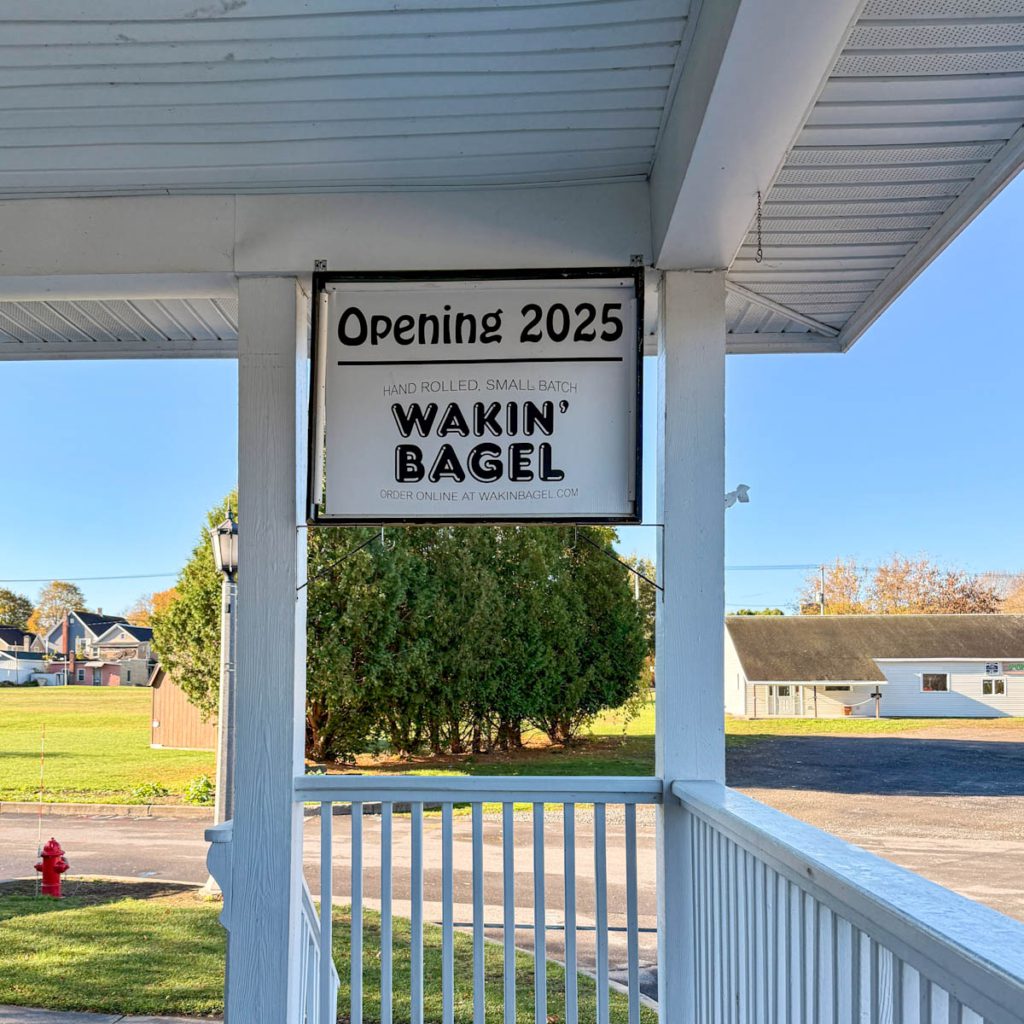 Opening 2025
HAND ROLLED, SMALL BATCH
WAKIN'
BAGEL
ORDER ONLINE AT WAKINBAGEL.COM